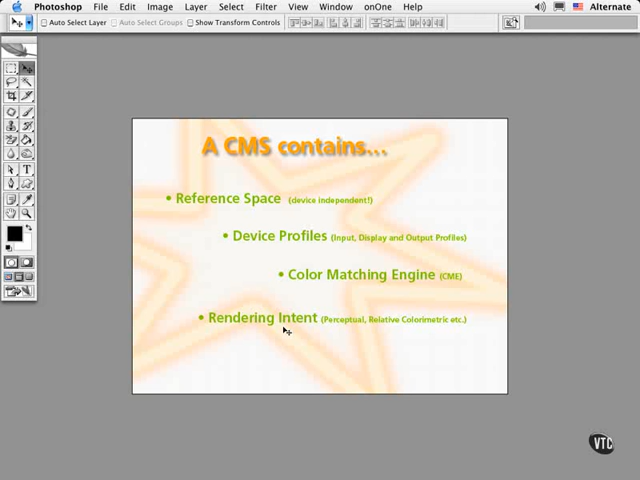 Photoshop File Edit Image Layer Select Filter View Window onOne Help Alternate
Auto Select Layer Auto Select Groups Show Transform Controls
A CMS contains...
• Reference Space (device independent!)
• Device Profiles (Input, Display and Output Profiles)
• Color Matching Engine (CME)
• Rendering Intent (Perceptual, Relative Colorimetric etc.)
VTC